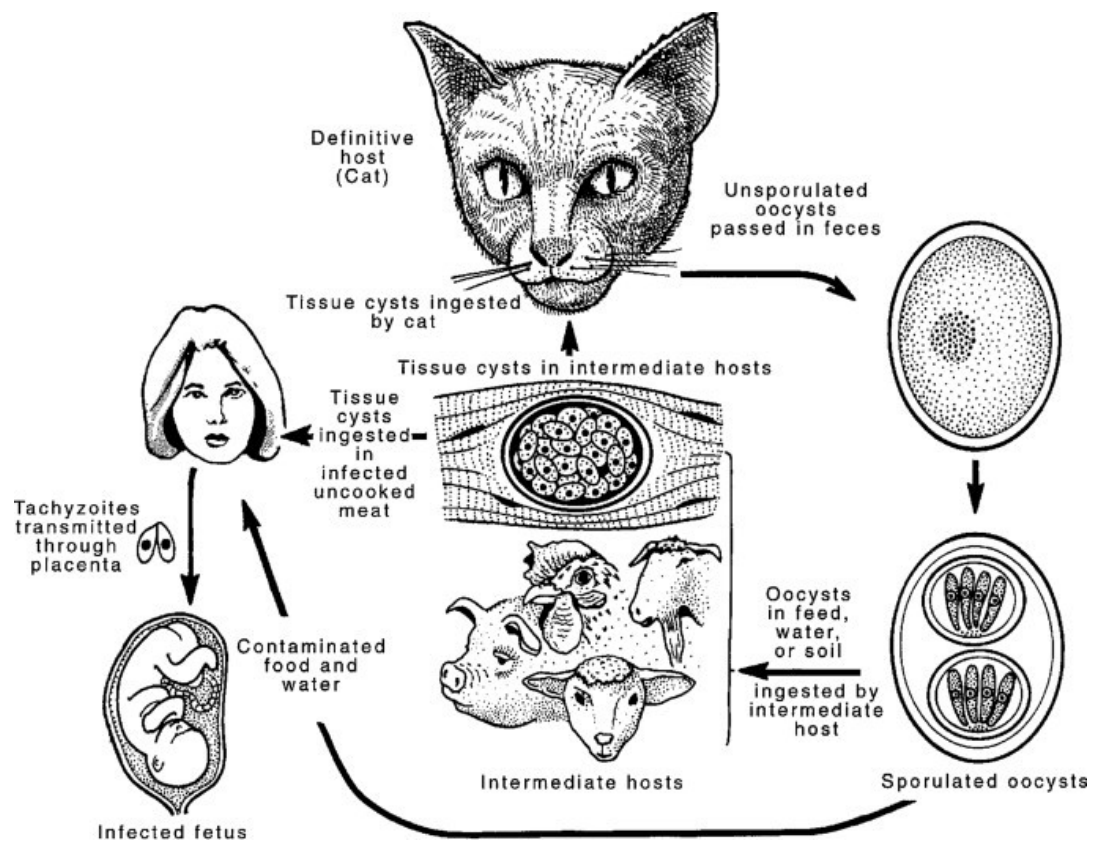 Definitive
host
(Cat)
Unsporulated
oocysts
passed in feces
Tissue cysts ingested
by cat
Tissue cysts in intermediate hosts
Tissue
cysts
ingested
in
infected
uncooked
meat
Tachyzoites
transmitted
through
placenta
Oocysts
in feed,
water,
or soil
ingested by
intermediate
host
Contaminated
food and
water
Intermediate hosts
Sporulated oocysts
Infected fetus